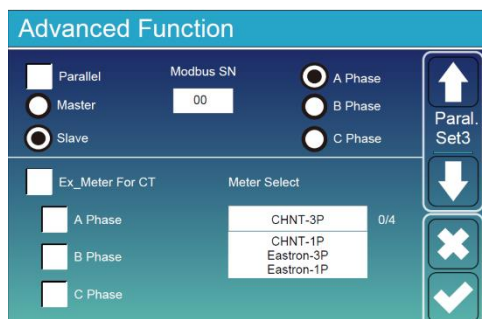 Advanced Function
Parallel
Modbus SN
A Phase
Master
00
B Phase
Slave
C Phase
Paral.
Set3
Ex_Meter For CT
Meter Select
A Phase
CHNT-3P
0/4
CHNT-1P
B Phase
Eastron-3P
Eastron-1P
C Phase